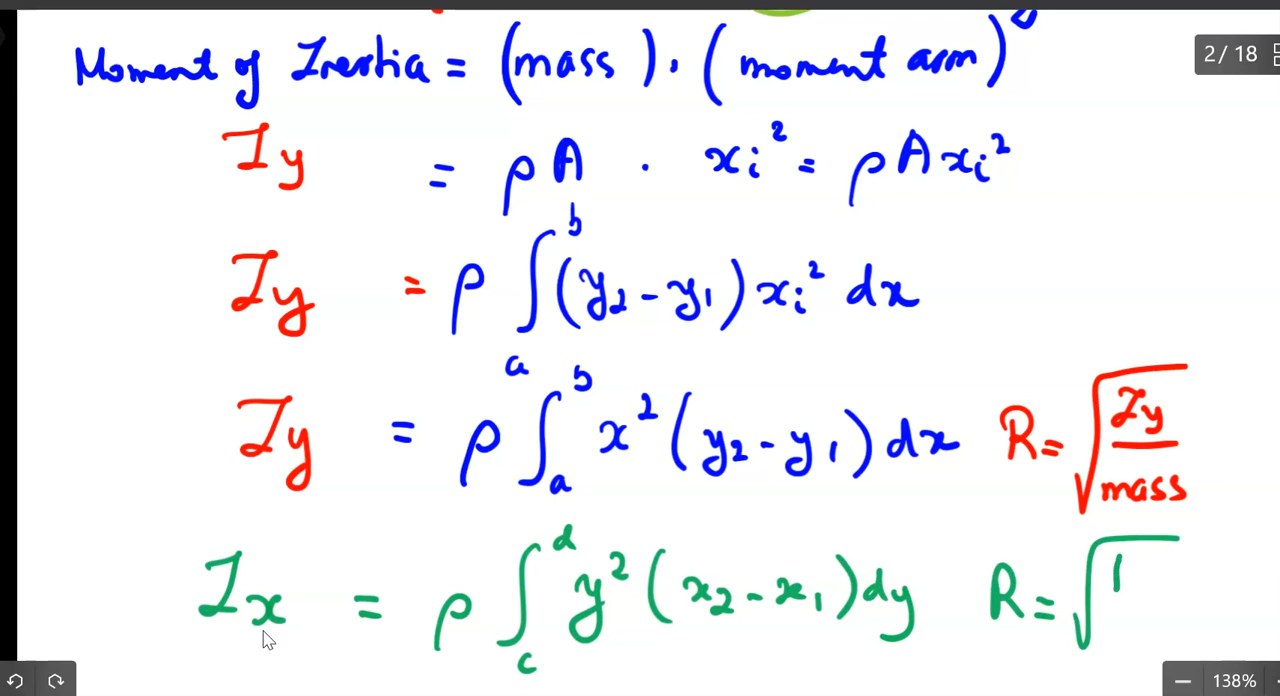 2 / 18
Moment of Inertia = (mass) . (moment arm)²
Iy = ρA . xi² = ρAxi²
Iy = ρ ∫ₐᵇ (y₂ - y₁) xi² dx
Iy = ρ ∫ₐᵇ x² (y₂ - y₁) dx R = √(Iy / mass)
Ix = ρ ∫꜀ᵈ y² (x₂ - x₁) dy R = √
138%